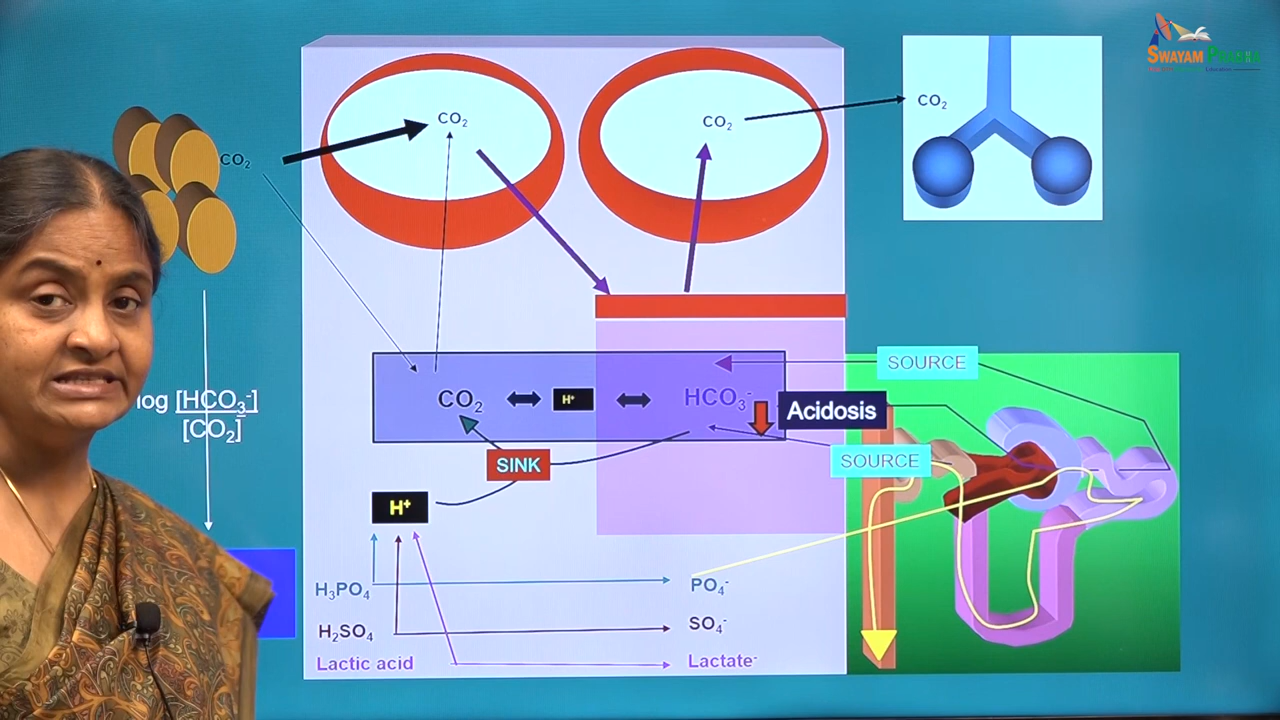 SWAYAM PRABHA
CO₂
CO₂
CO₂
CO₂
SOURCE
log [HCO₃⁻]
[CO₂]
CO₂
H⁺
HCO₃⁻
Acidosis
SINK
SOURCE
H⁺
H₃PO₄
PO₄⁻
H₂SO₄
SO₄⁻
Lactic acid
Lactate⁻